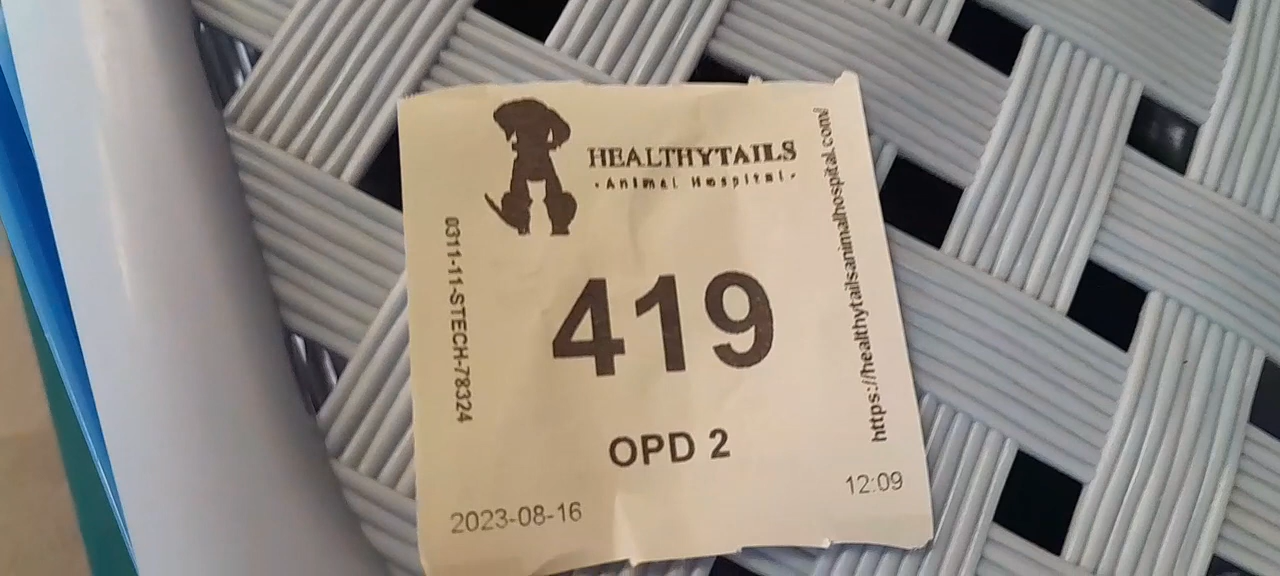 HEALTHYTAILS
·Animal Hospital·
0311-11-STECH-78324
https://healthytailsanimalhospital.com/
419
OPD 2
2023-08-16
12:09